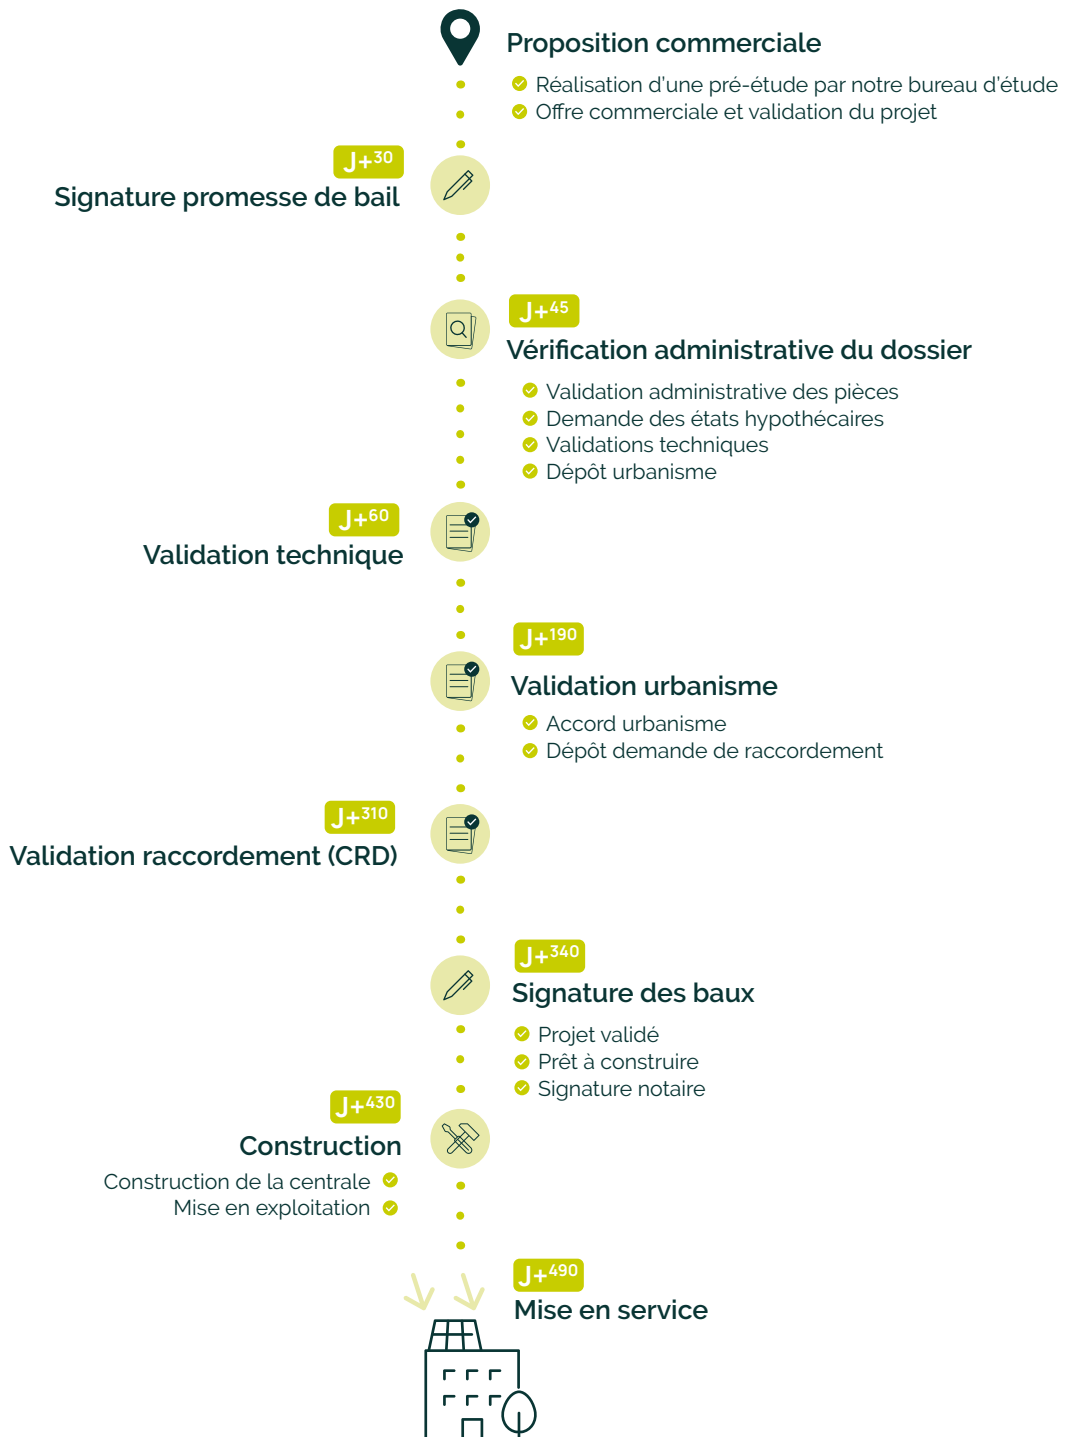 Proposition commerciale
Réalisation d'une pré-étude par notre bureau d'étude
Offre commerciale et validation du projet
J+30
Signature promesse de bail
J+45
Vérification administrative du dossier
Validation administrative des pièces
Demande des états hypothécaires
Validations techniques
Dépôt urbanisme
J+60
Validation technique
J+190
Validation urbanisme
Accord urbanisme
Dépôt demande de raccordement
J+310
Validation raccordement (CRD)
J+340
Signature des baux
Projet validé
Prêt à construire
Signature notaire
J+430
Construction
Construction de la centrale
Mise en exploitation
J+490
Mise en service